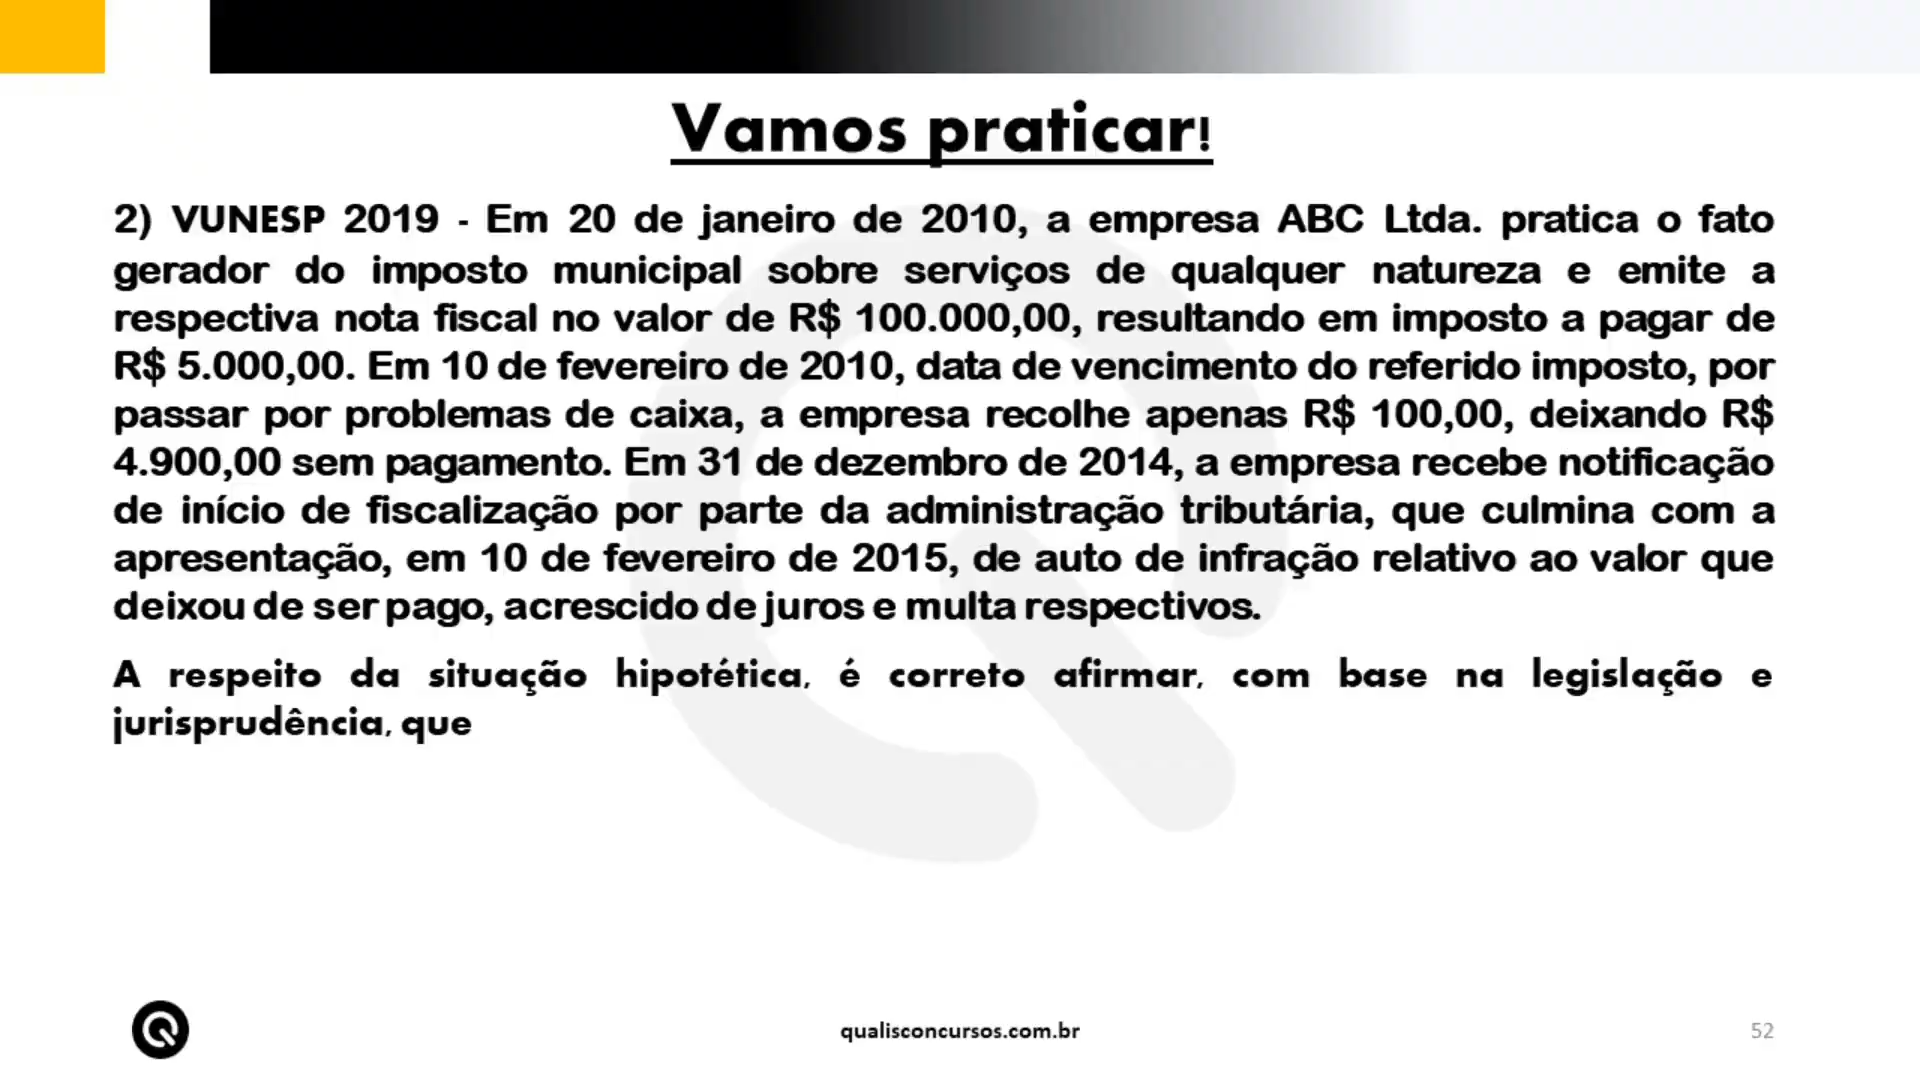 Vamos praticar!
2) VUNESP 2019 - Em 20 de janeiro de 2010, a empresa ABC Ltda. pratica o fato
gerador do imposto municipal sobre serviços de qualquer natureza e emite a
respectiva nota fiscal no valor de R$ 100.000,00, resultando em imposto a pagar de
R$ 5.000,00. Em 10 de fevereiro de 2010, data de vencimento do referido imposto, por
passar por problemas de caixa, a empresa recolhe apenas R$ 100,00, deixando R$
4.900,00 sem pagamento. Em 31 de dezembro de 2014, a empresa recebe notificação
de início de fiscalização por parte da administração tributária, que culmina com a
apresentação, em 10 de fevereiro de 2015, de auto de infração relativo ao valor que
deixou de ser pago, acrescido de juros e multa respectivos.
A respeito da situação hipotética, é correto afirmar, com base na legislação e
jurisprudência, que
qualisconcursos.com.br
52